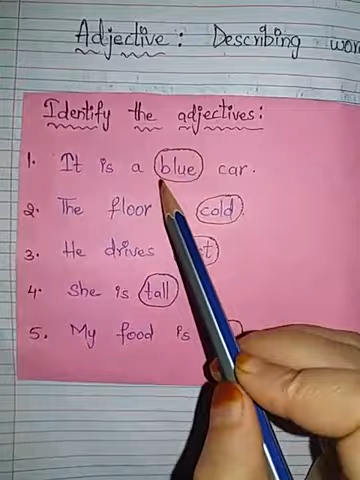 Adjective: Describing wor
Identify the adjectives:
1. It is a blue car.
2. The floor cold.
3. He drives
4. She is tall
5. My food is